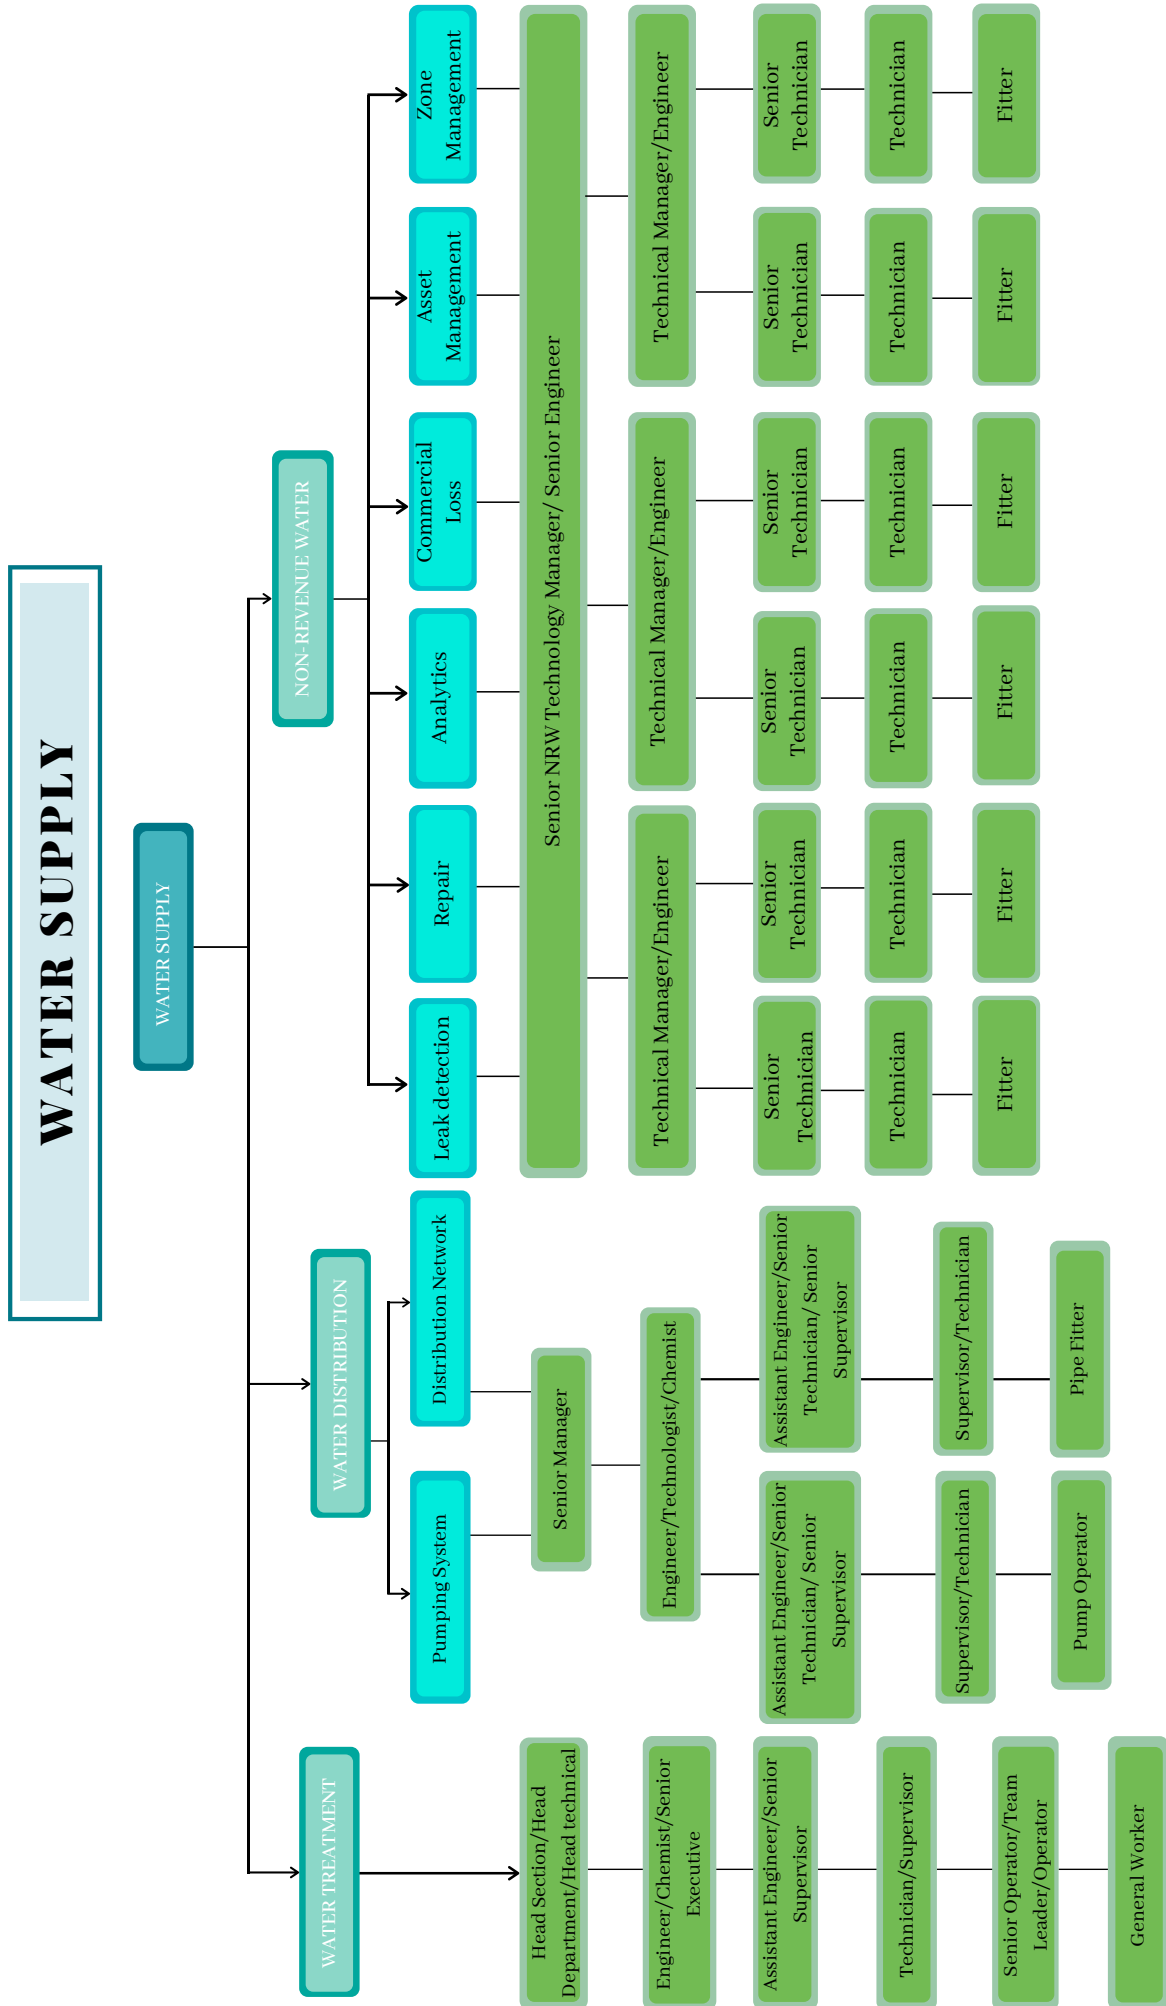 WATER SUPPLY
WATER SUPPLY
WATER TREATMENT
WATER DISTRIBUTION
NON-REVENUE WATER
Head Section/Head
Department/Head technical
Engineer/Chemist/Senior
Executive
Assistant Engineer/Senior
Supervisor
Technician/Supervisor
Senior Operator/Team
Leader/Operator
General Worker
Pumping System
Distribution Network
Senior Manager
Engineer/Technologist/Chemist
Assistant Engineer/Senior
Technician/ Senior
Supervisor
Assistant Engineer/Senior
Technician/ Senior
Supervisor
Supervisor/Technician
Supervisor/Technician
Pump Operator
Pipe Fitter
Leak detection
Repair
Analytics
Commercial
Loss
Asset
Management
Zone
Management
Senior NRW Technology Manager/ Senior Engineer
Technical Manager/Engineer
Technical Manager/Engineer
Technical Manager/Engineer
Senior
Technician
Senior
Technician
Senior
Technician
Senior
Technician
Senior
Technician
Senior
Technician
Technician
Technician
Technician
Technician
Technician
Technician
Fitter
Fitter
Fitter
Fitter
Fitter
Fitter